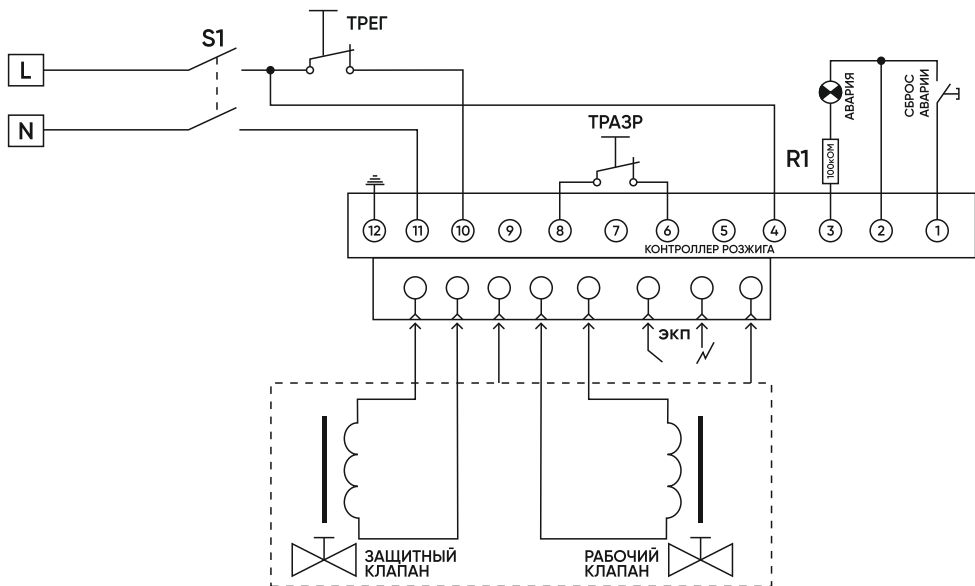 ТРЕГ
S1
L
N
ТРАЗР
R1
100кОМ
АВАРИЯ
СБРОС
АВАРИИ
12 11 10 9 8 7 6 5 4 3 2 1
КОНТРОЛЛЕР РОЗЖИГА
ЭКП
ЗАЩИТНЫЙ
КЛАПАН
РАБОЧИЙ
КЛАПАН